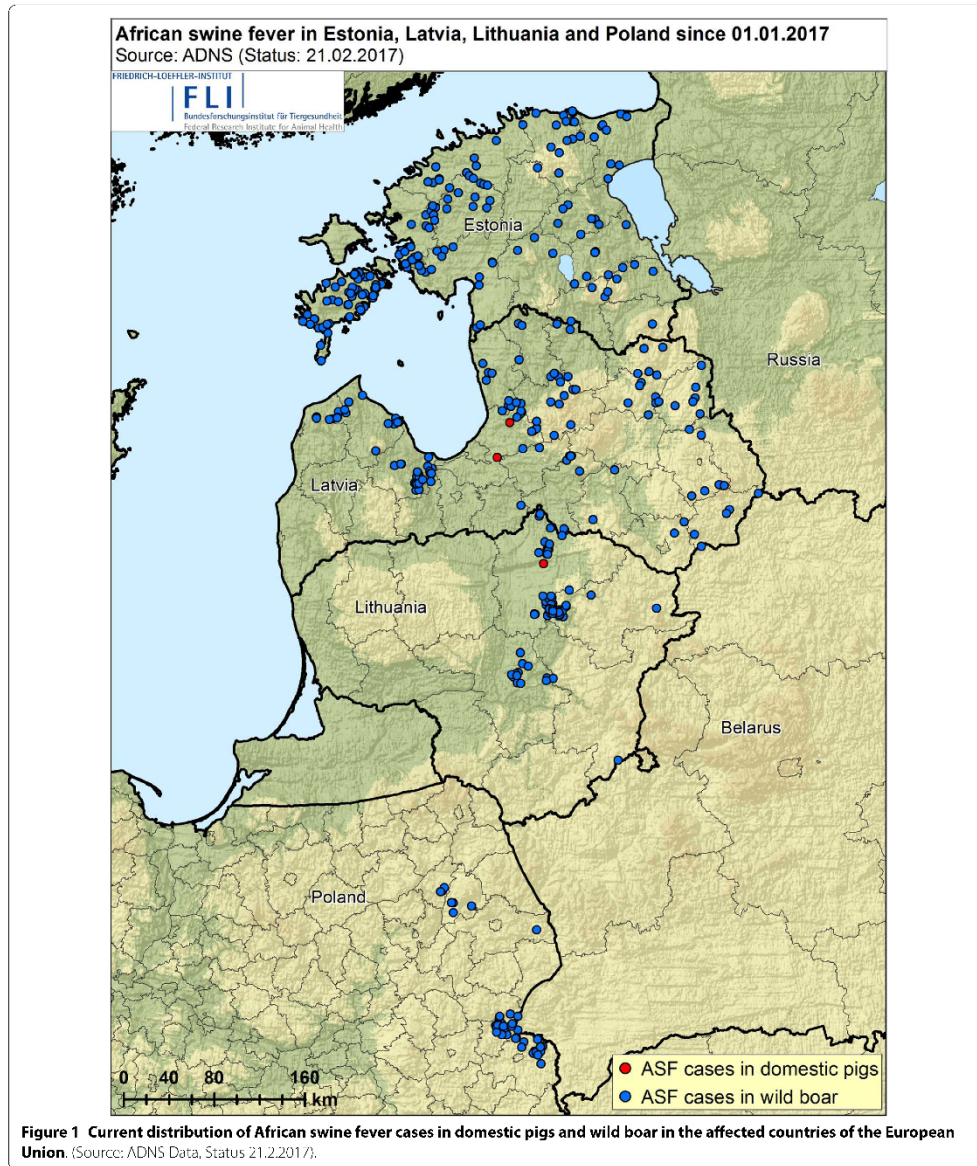 African swine fever in Estonia, Latvia, Lithuania and Poland since 01.01.2017
Source: ADNS (Status: 21.02.2017)
FRIEDRICH-LOEFFLER-INSTITUT
FLI
Bundesforschungsinstitut für Tiergesundheit
Federal Research Institute for Animal Health
Estonia
Russia
Latvia
Lithuania
Belarus
Poland
ASF cases in domestic pigs
ASF cases in wild boar
0 40 80 160
km
Figure 1 Current distribution of African swine fever cases in domestic pigs and wild boar in the affected countries of the European
Union. (Source: ADNS Data, Status 21.2.2017).